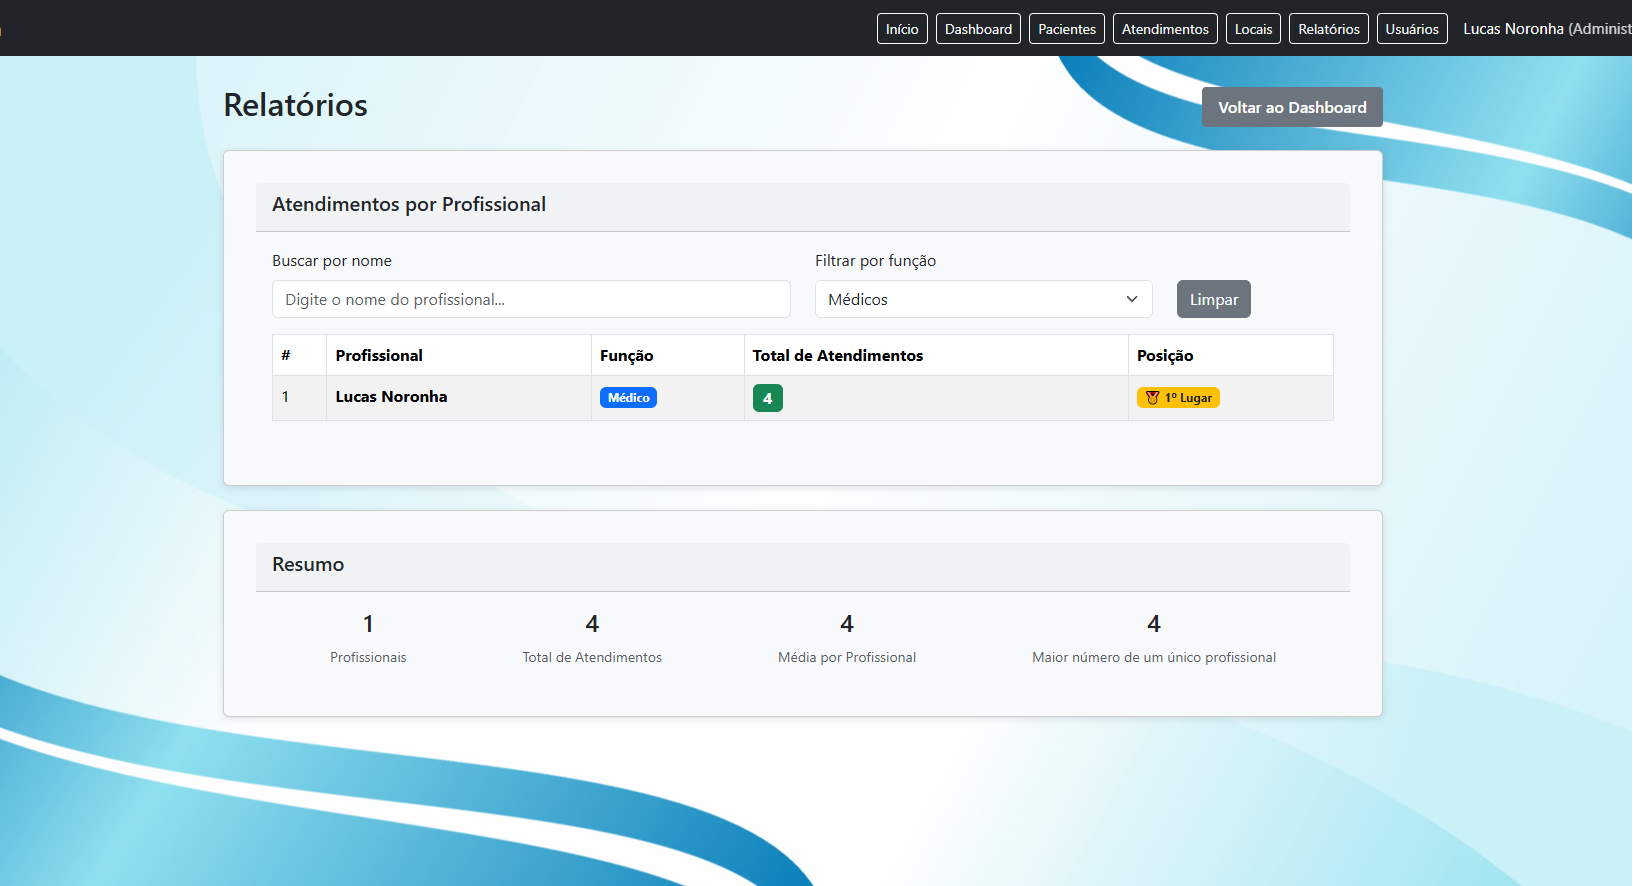 Início Dashboard Pacientes Atendimentos Locais Relatórios Usuários Lucas Noronha (Administ
Relatórios
Voltar ao Dashboard
Atendimentos por Profissional
Buscar por nome Filtrar por função
Digite o nome do profissional... Médicos Limpar
# Profissional Função Total de Atendimentos Posição
1 Lucas Noronha Médico 4 1º Lugar
Resumo
1 4 4 4
Profissionais Total de Atendimentos Média por Profissional Maior número de um único profissional